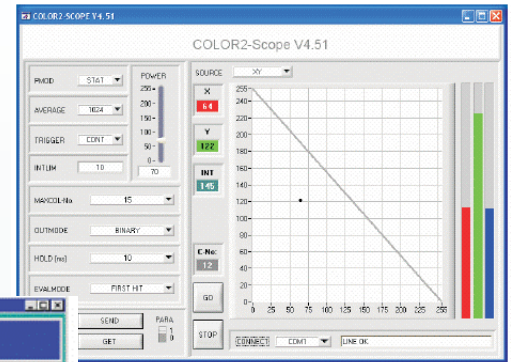 COLOR2-SCOPE V4.51
COLOR2-Scope V4.51
PMOD STAT
AVERAGE 1024
TRIGGER CONT
INTLIM 10
POWER
255
200
150
100
50
0
70
MAXCOL-No. 15
OUTMODE BINARY
HOLD [ms] 10
EVALMODE FIRST HIT
SEND
GET
PARA
1
0
SOURCE XY
X
64
Y
122
INT
145
C-No:
12
GO
STOP
255
240
220
200
180
160
140
120
100
80
60
40
20
0
0 25 50 75 100 125 150 175 200 225 255
CONNECT COM1 LINE OK